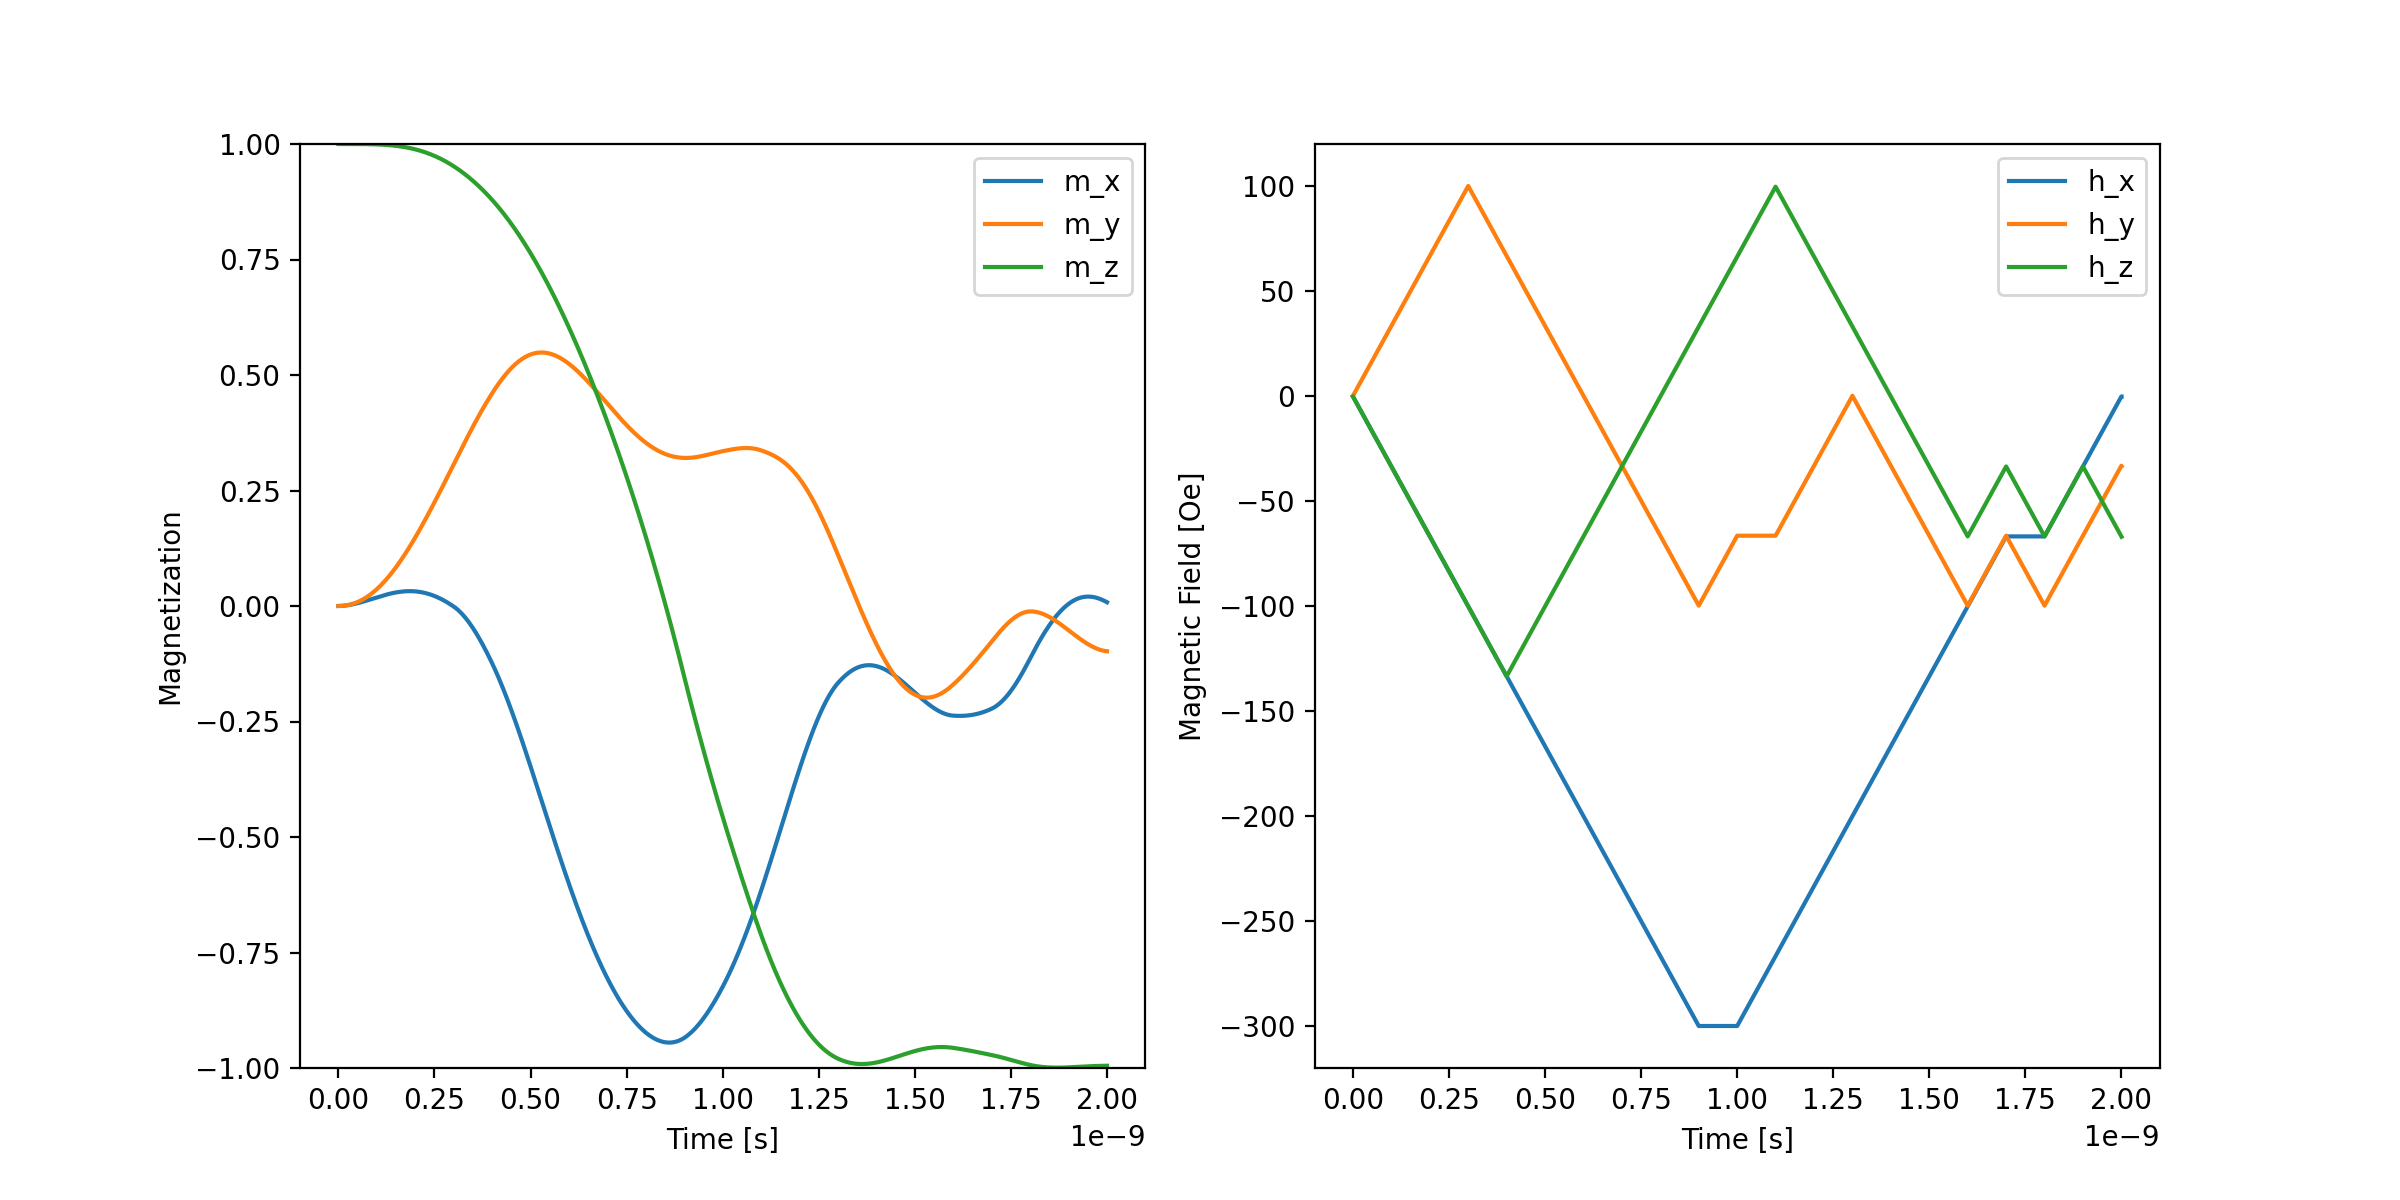 1.00
0.75
0.50
0.25
0.00
−0.25
−0.50
−0.75
−1.00
Magnetization
m_x
m_y
m_z
0.00 0.25 0.50 0.75 1.00 1.25 1.50 1.75 2.00
Time [s]
1e−9
100
50
0
−50
−100
−150
−200
−250
−300
Magnetic Field [Oe]
h_x
h_y
h_z
0.00 0.25 0.50 0.75 1.00 1.25 1.50 1.75 2.00
Time [s]
1e−9